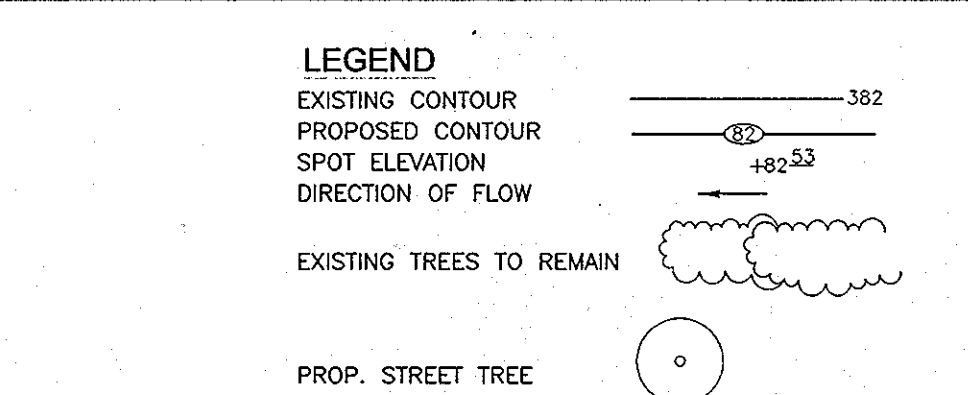 LEGEND
EXISTING CONTOUR 382
PROPOSED CONTOUR 82
SPOT ELEVATION +82 53
DIRECTION OF FLOW
EXISTING TREES TO REMAIN
PROP. STREET TREE